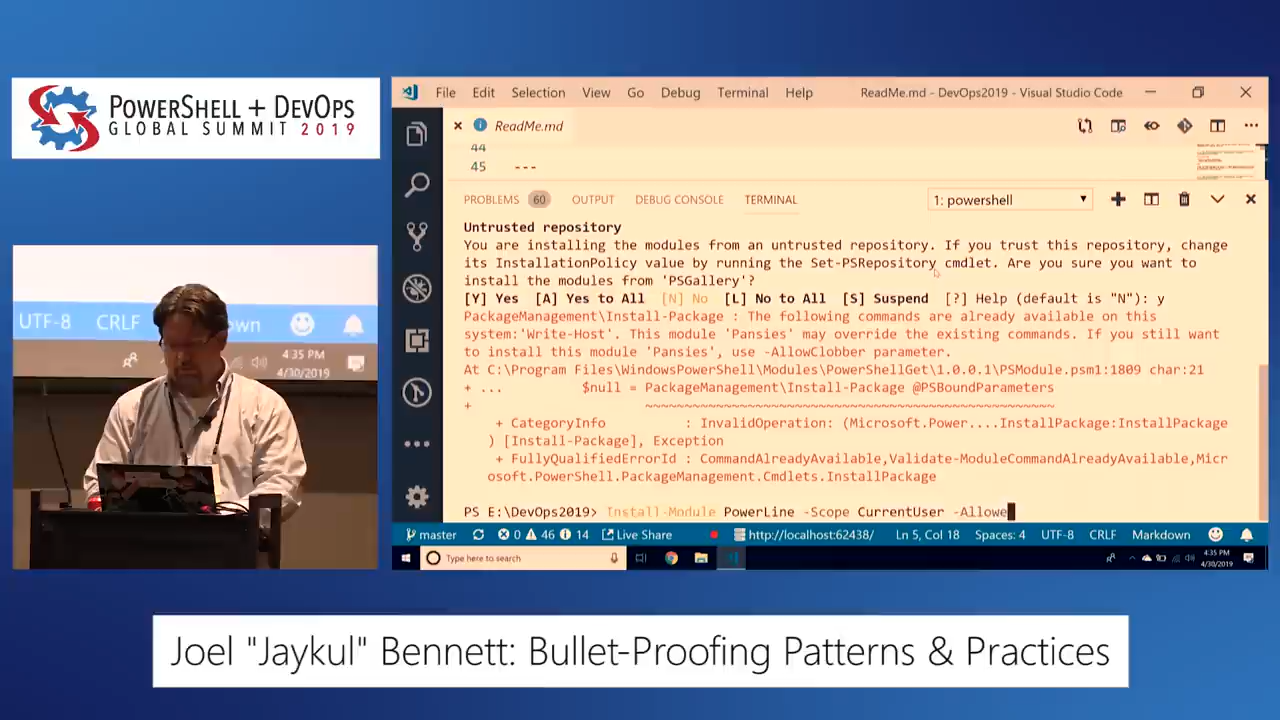 POWERSHELL + DEVOPS
GLOBAL SUMMIT 2019
File Edit Selection View Go Debug Terminal Help ReadMe.md - DevOps2019 - Visual Studio Code
ReadMe.md
44
45 ---
PROBLEMS 60 OUTPUT DEBUG CONSOLE TERMINAL 1: powershell
Untrusted repository
You are installing the modules from an untrusted repository. If you trust this repository, change
its InstallationPolicy value by running the Set-PSRepository cmdlet. Are you sure you want to
install the modules from 'PSGallery'?
[Y] Yes [A] Yes to All [N] No [L] No to All [S] Suspend [?] Help (default is "N"): y
PackageManagement\Install-Package : The following commands are already available on this
system:'Write-Host'. This module 'Pansies' may override the existing commands. If you still want
to install this module 'Pansies', use -AllowClobber parameter.
At C:\Program Files\WindowsPowerShell\Modules\PowerShellGet\1.0.0.1\PSModule.psm1:1809 char:21
+ ... $null = PackageManagement\Install-Package @PSBoundParameters
+ ~~~~~~~~~~~~~~~~~~~~~~~~~~~~~~~~~~~~~~~~~~~~~~~~~~~~
+ CategoryInfo : InvalidOperation: (Microsoft.Power....InstallPackage:InstallPackage
) [Install-Package], Exception
+ FullyQualifiedErrorId : CommandAlreadyAvailable,Validate-ModuleCommandAlreadyAvailable,Micr
osoft.PowerShell.PackageManagement.Cmdlets.InstallPackage
PS E:\DevOps2019> Install-Module PowerLine -Scope CurrentUser -Allowe
master 0 46 14 Live Share http://localhost:62438/ Ln 5, Col 18 Spaces: 4 UTF-8 CRLF Markdown
Type here to search 4:35 PM
4/30/2019
UTF-8 CRLF down
4:35 PM
4/30/2019
Joel "Jaykul" Bennett: Bullet-Proofing Patterns & Practices